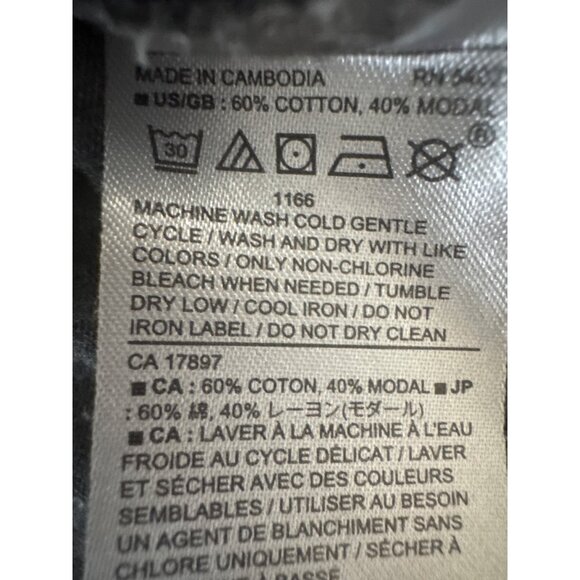 MADE IN CAMBODIA RN 5402
■ US/GB : 60% COTTON, 40% MODAL
30
®
1166
MACHINE WASH COLD GENTLE
CYCLE / WASH AND DRY WITH LIKE
COLORS / ONLY NON-CHLORINE
BLEACH WHEN NEEDED / TUMBLE
DRY LOW / COOL IRON / DO NOT
IRON LABEL / DO NOT DRY CLEAN
CA 17897
■ CA : 60% COTON, 40% MODAL ■ JP
: 60% 綿, 40% レーヨン(モダール)
■ CA : LAVER À LA MACHINE À L'EAU
FROIDE AU CYCLE DÉLICAT / LAVER
ET SÉCHER AVEC DES COULEURS
SEMBLABLES / UTILISER AU BESOIN
UN AGENT DE BLANCHIMENT SANS
CHLORE UNIQUEMENT / SÉCHER À